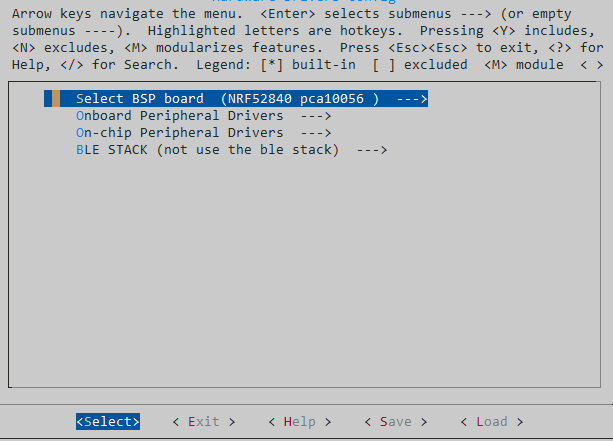 Hardware Drivers Config
Arrow keys navigate the menu.  <Enter> selects submenus ---> (or empty
submenus ----).  Highlighted letters are hotkeys.  Pressing <Y> includes,
<N> excludes, <M> modularizes features.  Press <Esc><Esc> to exit, <?> for
Help, </> for Search.  Legend: [*] built-in  [ ] excluded  <M> module  < >
Select BSP board  (NRF52840 pca10056 )  --->
Onboard Peripheral Drivers  --->
On-chip Peripheral Drivers  --->
BLE STACK (not use the ble stack)  --->
<Select>    < Exit >    < Help >    < Save >    < Load >